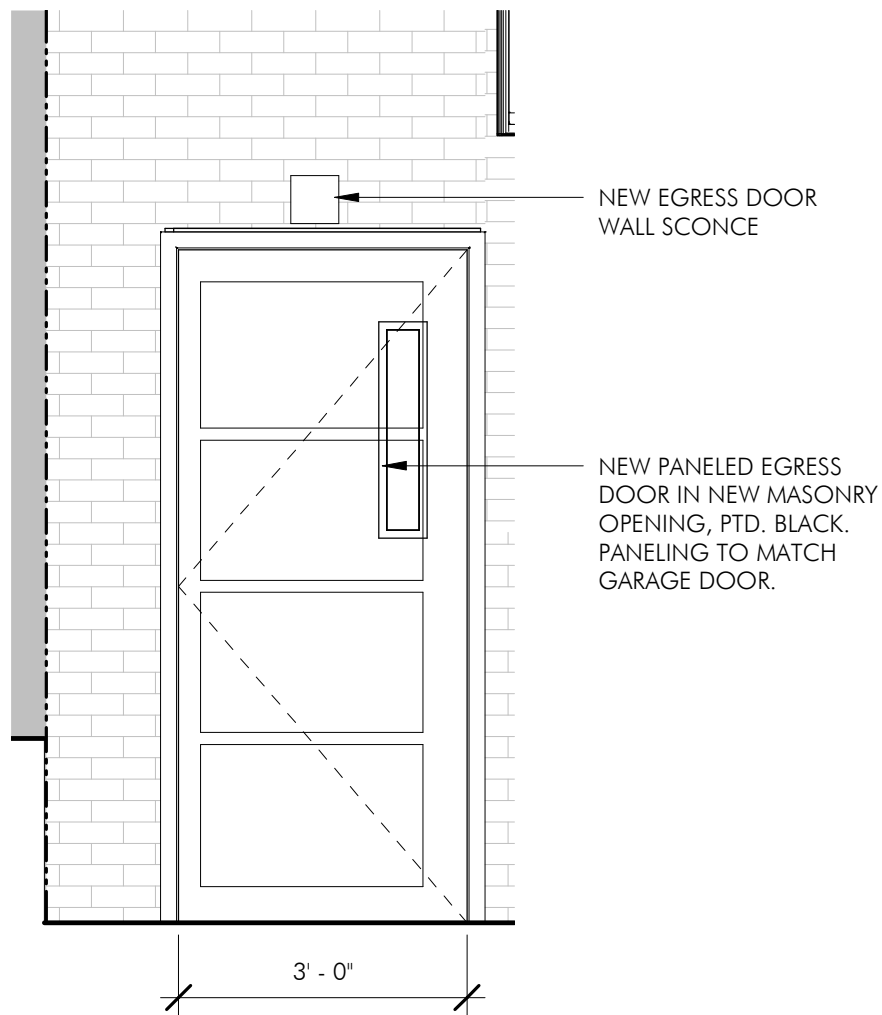 NEW EGRESS DOOR
WALL SCONCE
NEW PANELED EGRESS
DOOR IN NEW MASONRY
OPENING, PTD. BLACK.
PANELING TO MATCH
GARAGE DOOR.
3' - 0"